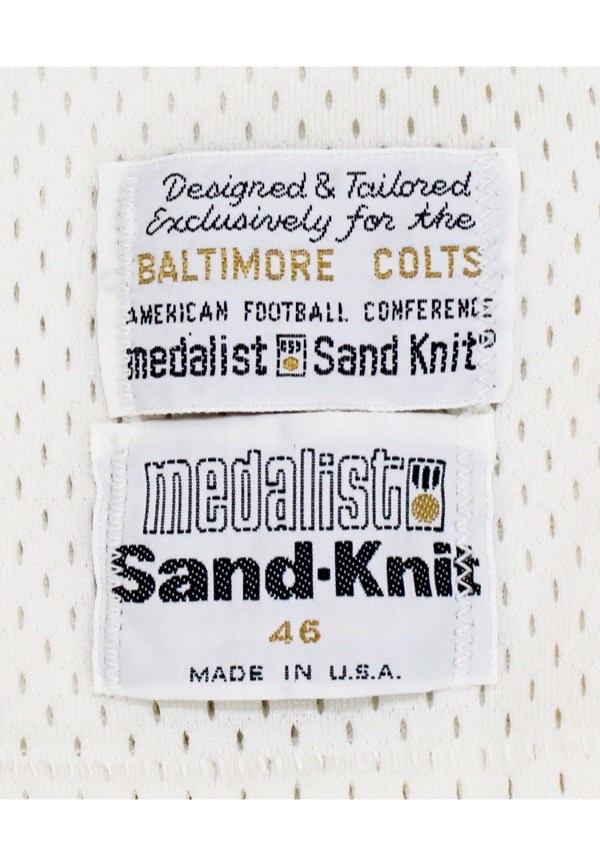 Designed & Tailored
Exclusively for the
BALTIMORE COLTS
AMERICAN FOOTBALL CONFERENCE
medalist Sand Knit®
medalist
Sand-Knit
46
MADE IN U.S.A.